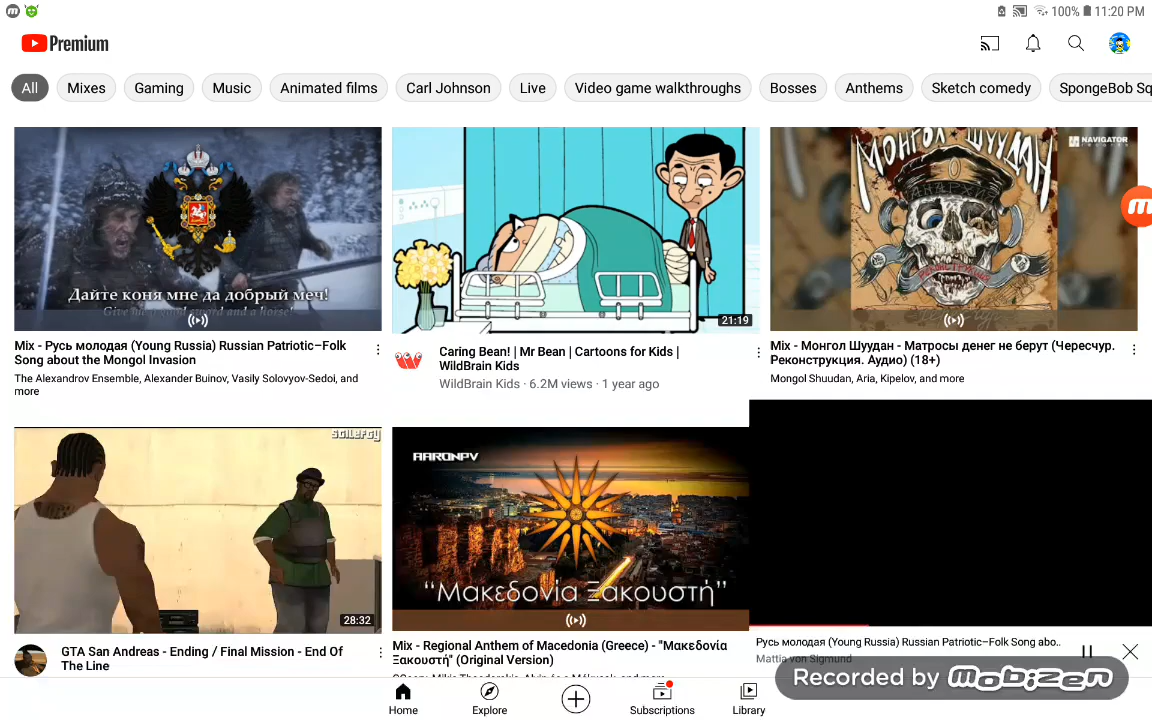 100% 11:20 PM
Premium
All Mixes Gaming Music Animated films Carl Johnson Live Video game walkthroughs Bosses Anthems Sketch comedy SpongeBob Sq
Дайте коня мне да добрый меч!
21:19
МОНГОЛ ШУУДАН
NAVIGATOR
Mix - Русь молодая (Young Russia) Russian Patriotic–Folk
Song about the Mongol Invasion
The Alexandrov Ensemble, Alexander Buinov, Vasily Solovyov-Sedoi, and
more
Caring Bean! | Mr Bean | Cartoons for Kids |
WildBrain Kids
WildBrain Kids · 6.2M views · 1 year ago
Mix - Монгол Шуудан - Матросы денег не берут (Чересчур.
Реконструкция. Аудио) (18+)
Mongol Shuudan, Aria, Kipelov, and more
28:32
AARONPV
“Μακεδονία Ξακουστή”
GTA San Andreas - Ending / Final Mission - End Of
The Line
Mix - Regional Anthem of Macedonia (Greece) - "Μακεδονία
Ξακουστή" (Original Version)
Русь молодая (Young Russia) Russian Patriotic–Folk Song abo..
Mattia von Sigmund
Recorded by mobizen
Home Explore Subscriptions Library